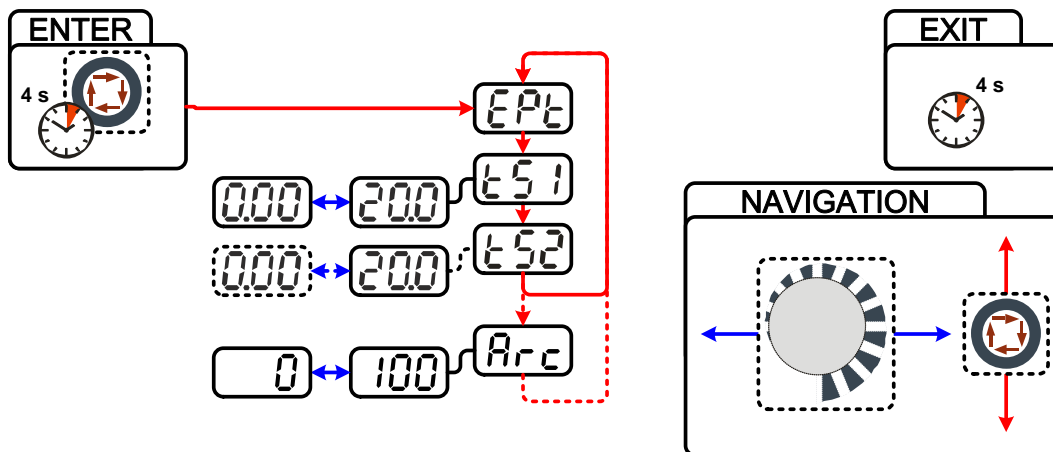 ENTER
4 s
EXIT
4 s
EPt
tS1
0.00
20.0
tS2
0.00
20.0
Arc
0
100
NAVIGATION